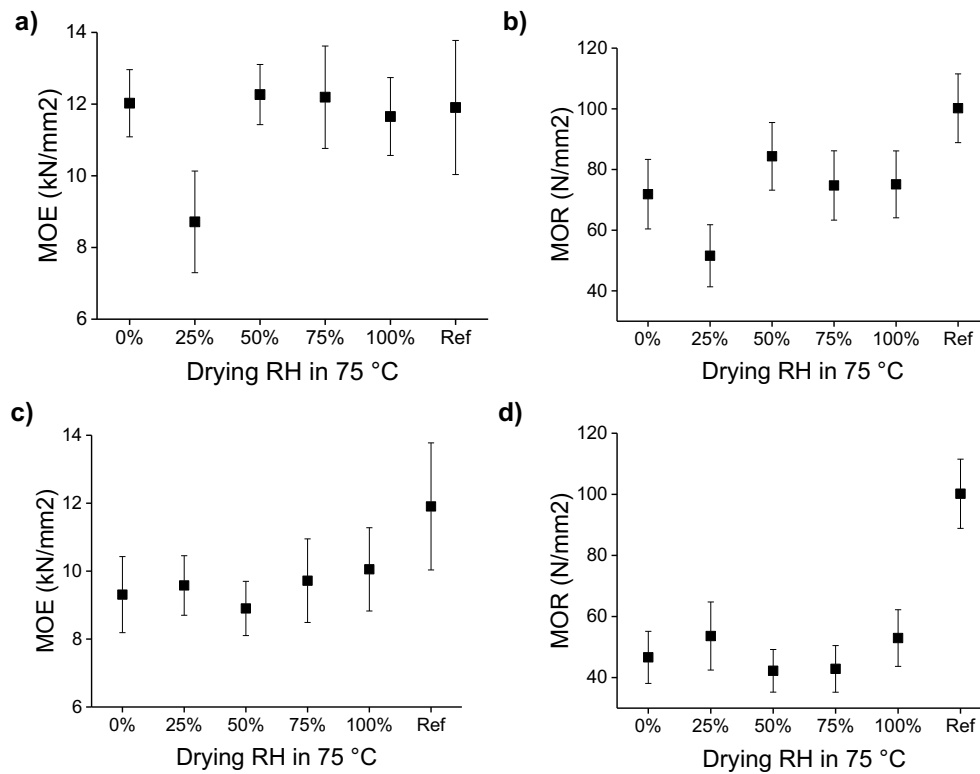 a)
14
12
10
8
6
MOE (kN/mm2)
0% 25% 50% 75% 100% Ref
Drying RH in 75 °C
b)
120
100
80
60
40
MOR (N/mm2)
0% 25% 50% 75% 100% Ref
Drying RH in 75 °C
c)
14
12
10
8
6
MOE (kN/mm2)
0% 25% 50% 75% 100% Ref
Drying RH in 75 °C
d)
120
100
80
60
40
MOR (N/mm2)
0% 25% 50% 75% 100% Ref
Drying RH in 75 °C